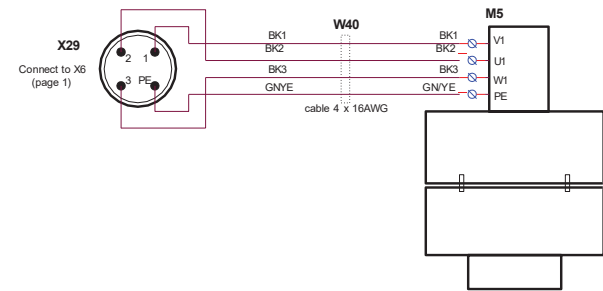 M5
W40
X29
Connect to X6
(page 1)
2 1
3 PE
BK1
BK2
BK3
GNYE
cable 4 x 16AWG
BK1
BK2
BK3
GN/YE
V1
U1
W1
PE